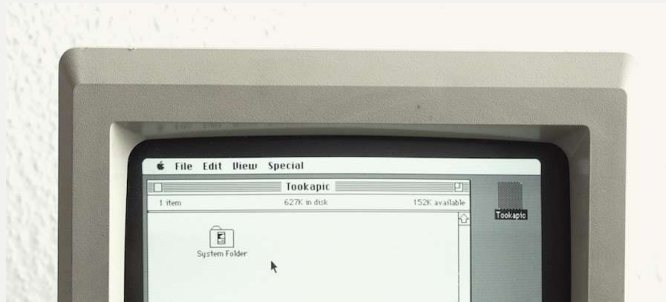 File Edit View Special
Tookapic
1 item 627K in disk 152K available
Tookapic
System Folder